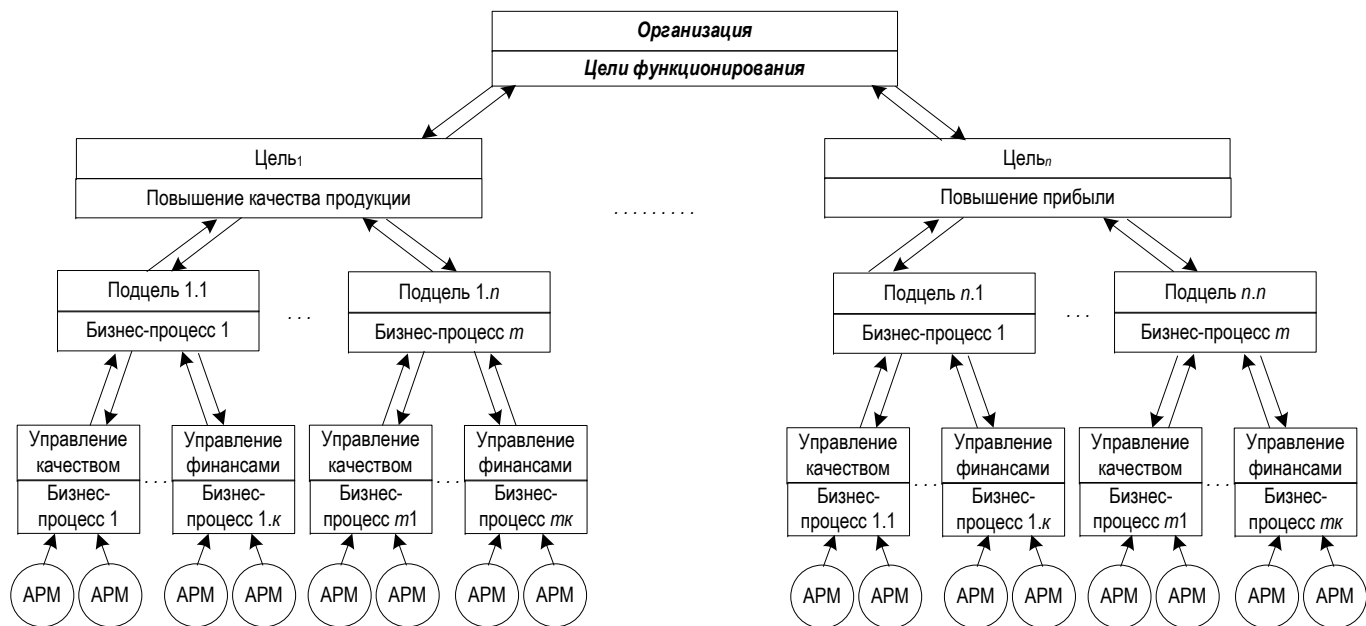 Организация
Цели функционирования
Цель1
Повышение качества продукции
. . . . . . . . .
Цельn
Повышение прибыли
Подцель 1.1
Бизнес-процесс 1
. . .
Подцель 1.n
Бизнес-процесс m
Подцель n.1
Бизнес-процесс 1
. . .
Подцель n.n
Бизнес-процесс m
Управление
качеством
Бизнес-
процесс 1
. . .
Управление
финансами
Бизнес-
процесс 1.к
Управление
качеством
Бизнес-
процесс m1
. . .
Управление
финансами
Бизнес-
процесс mк
Управление
качеством
Бизнес-
процесс 1.1
. . .
Управление
финансами
Бизнес-
процесс 1.к
Управление
качеством
Бизнес-
процесс m1
. . .
Управление
финансами
Бизнес-
процесс mк
АРМ АРМ АРМ АРМ АРМ АРМ АРМ АРМ АРМ АРМ АРМ АРМ АРМ АРМ АРМ АРМ